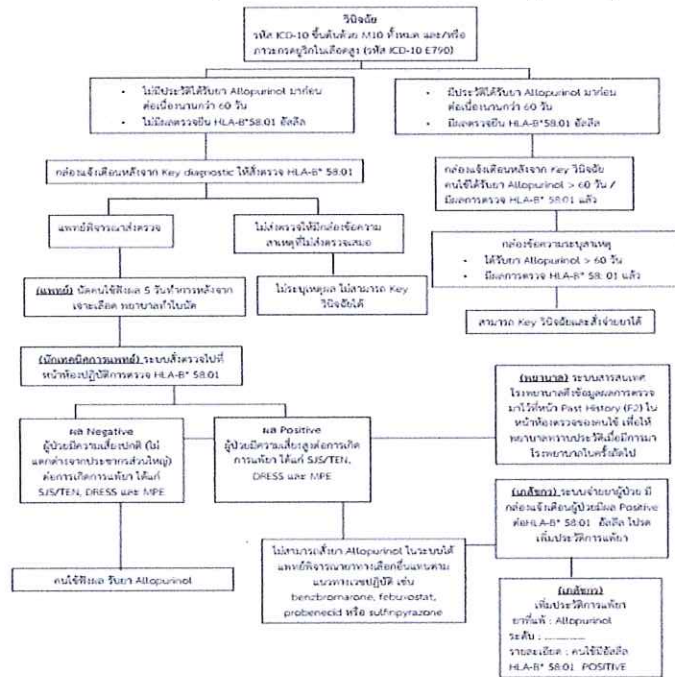 วินิจฉัย
รหัส ICD-10 ขึ้นต้นด้วย M10 ทั้งหมด และ/หรือ
ภาวะกรดยูริกในเลือดสูง (รหัส ICD-10 E790)
• ไม่มีประวัติได้รับยา Allopurinol มาก่อน
ต่อเนื่องนานกว่า 60 วัน
• ไม่มีผลตรวจยีน HLA-B*58:01 อัลลีล
• มีประวัติได้รับยา Allopurinol มาก่อน
ต่อเนื่องนานกว่า 60 วัน
• มีผลตรวจยีน HLA-B*58:01 อัลลีล
กล่องแจ้งเตือนหลังจาก Key diagnostic ให้สั่งตรวจ HLA-B* 58:01
กล่องแจ้งเตือนหลังจาก Key วินิจฉัย
คนไข้ได้รับยา Allopurinol > 60 วัน /
มีผลการตรวจ HLA-B* 58:01 แล้ว
แพทย์พิจารณาส่งตรวจ
ไม่ส่งตรวจให้มีกล่องข้อความ
สาเหตุที่ไม่ส่งตรวจเสมอ
กล่องข้อความระบุสาเหตุ
• ได้รับยา Allopurinol > 60 วัน
• มีผลการตรวจ HLA-B* 58: 01 แล้ว
(แพทย์) นัดคนไข้ฟังผล 5 วันทำการหลังจาก
เจาะเลือด พยาบาลทำใบนัด
ไม่ระบุเหตุผล ไม่สามารถ Key
วินิจฉัยได้
สามารถ Key วินิจฉัยและสั่งจ่ายยาได้
(นักเทคนิคการแพทย์) ระบบสั่งตรวจไปที่
หน้าห้องปฏิบัติการตรวจ HLA-B* 58:01
(พยาบาล) ระบบสารสนเทศ
โรงพยาบาลดึงข้อมูลผลการตรวจ
มาไว้ที่หน้า Past History (F2) ใน
หน้าห้องตรวจของคนไข้ เพื่อให้
พยาบาลทราบประวัติเมื่อมีการมา
โรงพยาบาลในครั้งถัดไป
ผล Negative
ผู้ป่วยมีความเสี่ยงปกติ (ไม่
แตกต่างจากประชากรส่วนใหญ่)
ต่อการเกิดการแพ้ยา ได้แก่
SJS/TEN, DRESS และ MPE
ผล Positive
ผู้ป่วยมีความเสี่ยงสูงต่อการเกิด
การแพ้ยา ได้แก่ SJS/TEN,
DRESS และ MPE
(เภสัชกร) ระบบจ่ายยาผู้ป่วย มี
กล่องแจ้งเตือนผู้ป่วยมีผล Positive
ต่อHLA-B* 58:01 อัลลีล โปรด
เพิ่มประวัติการแพ้ยา
คนไข้ฟังผล รับยา Allopurinol
ไม่สามารถสั่งยา Allopurinol ในระบบได้
แพทย์พิจารณายาทางเลือกอื่นแทนตาม
แนวทางเวชปฏิบัติ เช่น
benzbromarone, febuxostat,
probenecid หรือ sulfinpyrazone
(เภสัชกร)
เพิ่มประวัติการแพ้ยา
ยาที่แพ้ : Allopurinol
ระดับ : ............
รายละเอียด : คนไข้มีอัลลีล
HLA-B* 58:01 POSITIVE